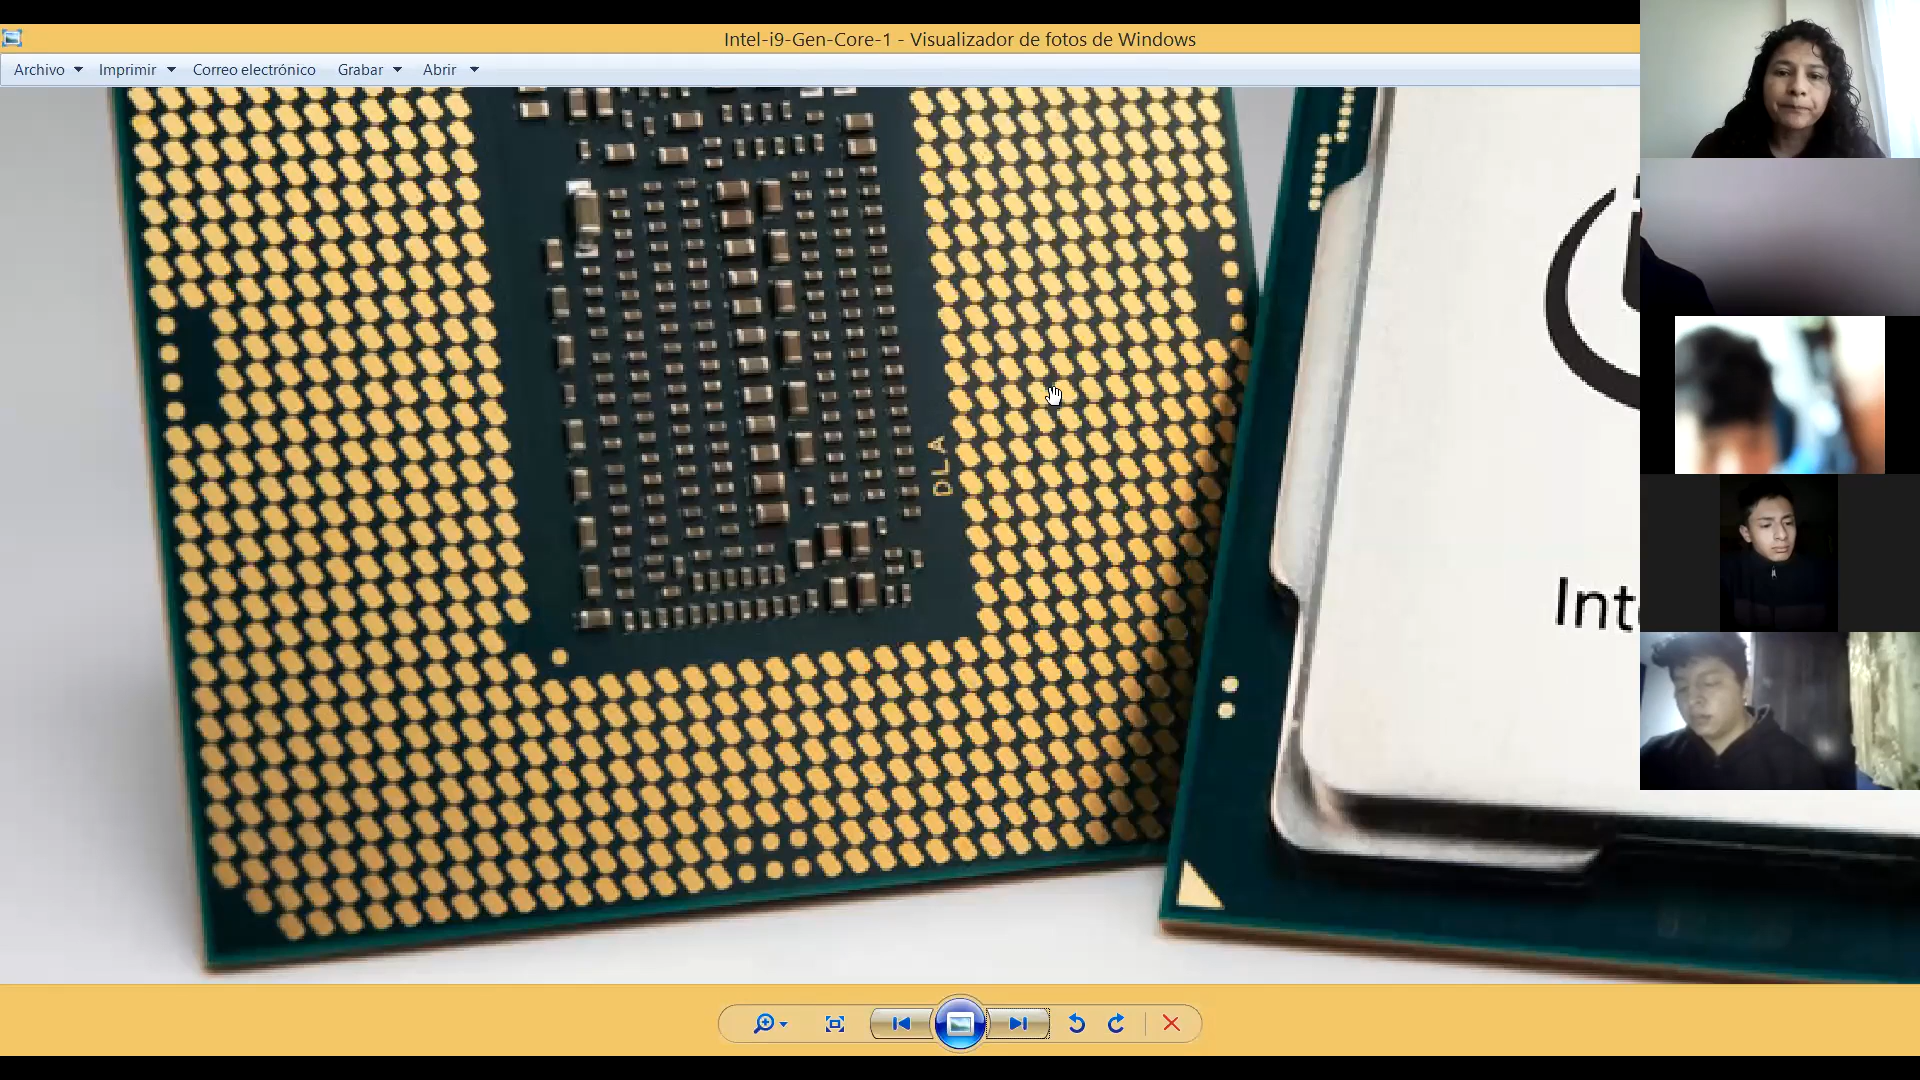 Intel-i9-Gen-Core-1 - Visualizador de fotos de Windows
Archivo Imprimir Correo electrónico Grabar Abrir
DLA
Int